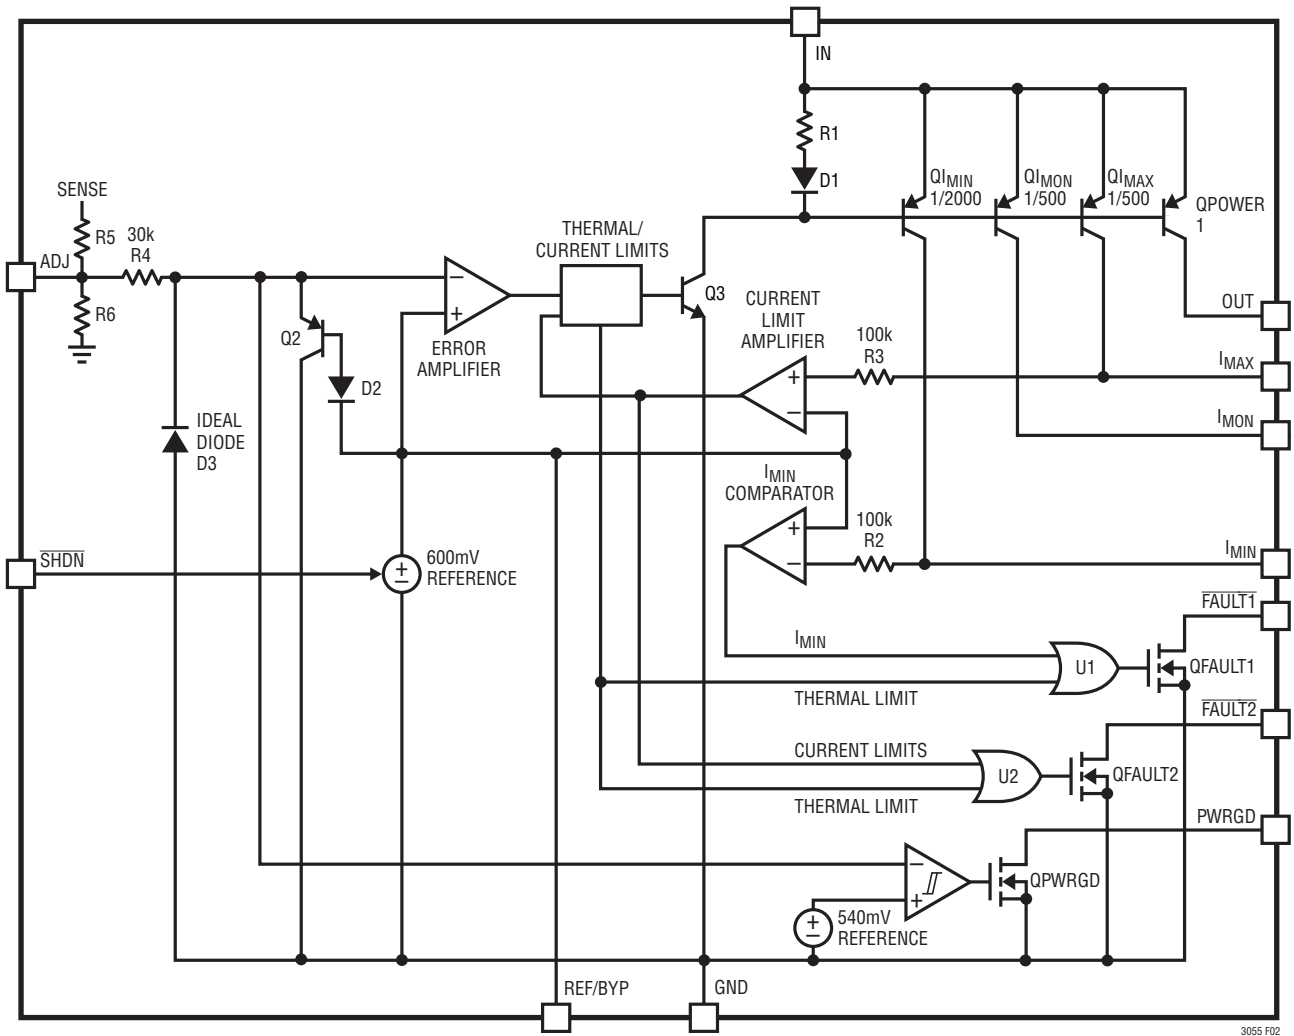 IN
R1
D1
QIMIN
1/2000
QIMON
1/500
QIMAX
1/500
QPOWER
1
SENSE
R5
30k
R4
ADJ
R6
THERMAL/
CURRENT LIMITS
Q3
Q2
D2
ERROR
AMPLIFIER
CURRENT
LIMIT
AMPLIFIER
100k
R3
OUT
IMAX
IMON
IDEAL
DIODE
D3
IMIN
COMPARATOR
100k
R2
IMIN
SHDN
600mV
REFERENCE
FAULT1
IMIN
U1
QFAULT1
THERMAL LIMIT
FAULT2
CURRENT LIMITS
U2
QFAULT2
THERMAL LIMIT
PWRGD
QPWRGD
540mV
REFERENCE
REF/BYP
GND
3055 F02